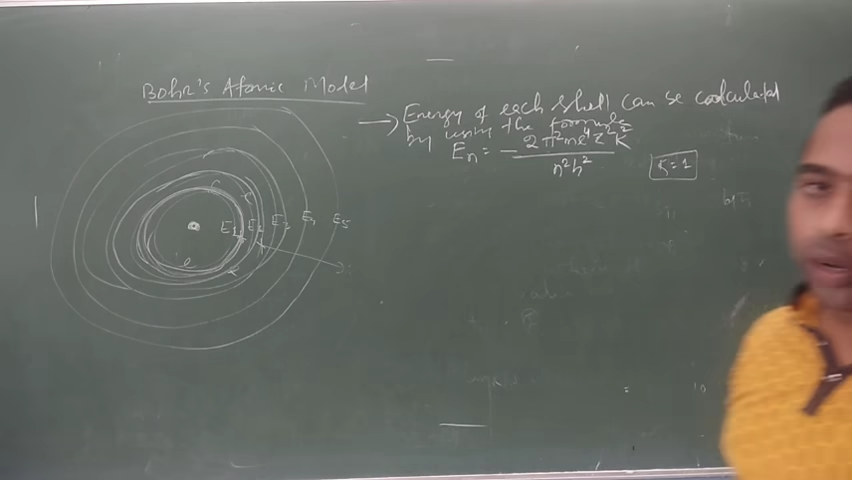 Bohr's Atomic Model
→ Energy of each shell can be calculated
by using the formula
En = - 2π²me⁴Z²K² / n²h²
K = 1
E1 E2 E3 E4 E5